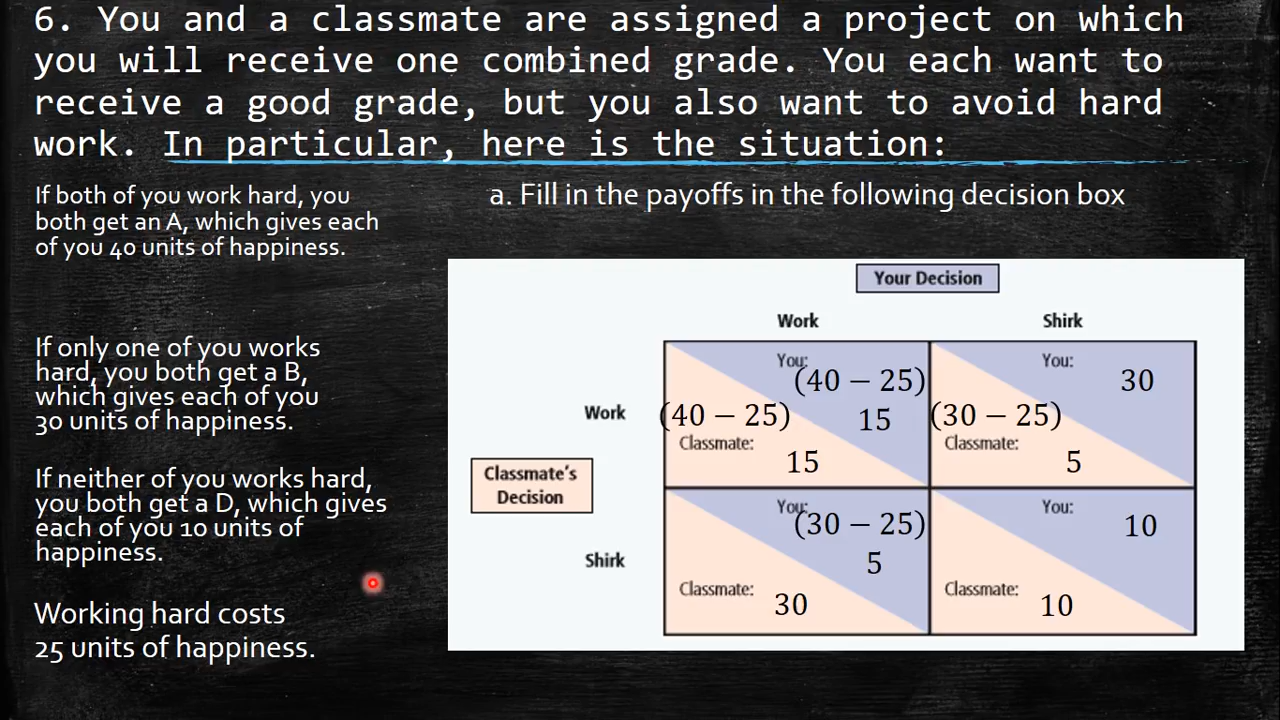 6. You and a classmate are assigned a project on which
you will receive one combined grade. You each want to
receive a good grade, but you also want to avoid hard
work. In particular, here is the situation:
If both of you work hard, you
both get an A, which gives each
of you 40 units of happiness.
If only one of you works
hard, you both get a B,
which gives each of you
30 units of happiness.
If neither of you works hard,
you both get a D, which gives
each of you 10 units of
happiness.
Working hard costs
25 units of happiness.
a. Fill in the payoffs in the following decision box
Your Decision
Work
Shirk
Classmate's
Decision
Work
You:
(40 − 25)
15
(40 − 25)
Classmate:
15
You:
30
(30 − 25)
Classmate:
5
Shirk
You:
(30 − 25)
5
Classmate:
30
You:
10
Classmate:
10